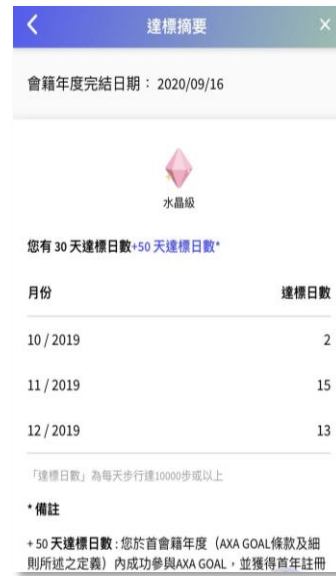 達標摘要
會籍年度完結日期： 2020/09/16
水晶級
您有 30 天達標日數+50 天達標日數*
月份 達標日數
10 / 2019 2
11 / 2019 15
12 / 2019 13
「達標日數」為每天步行達10000步或以上
* 備註
+ 50 天達標日數 : 您於首會籍年度（AXA GOAL條款及細
則所述之定義）內成功參與AXA GOAL，並獲得首年註冊